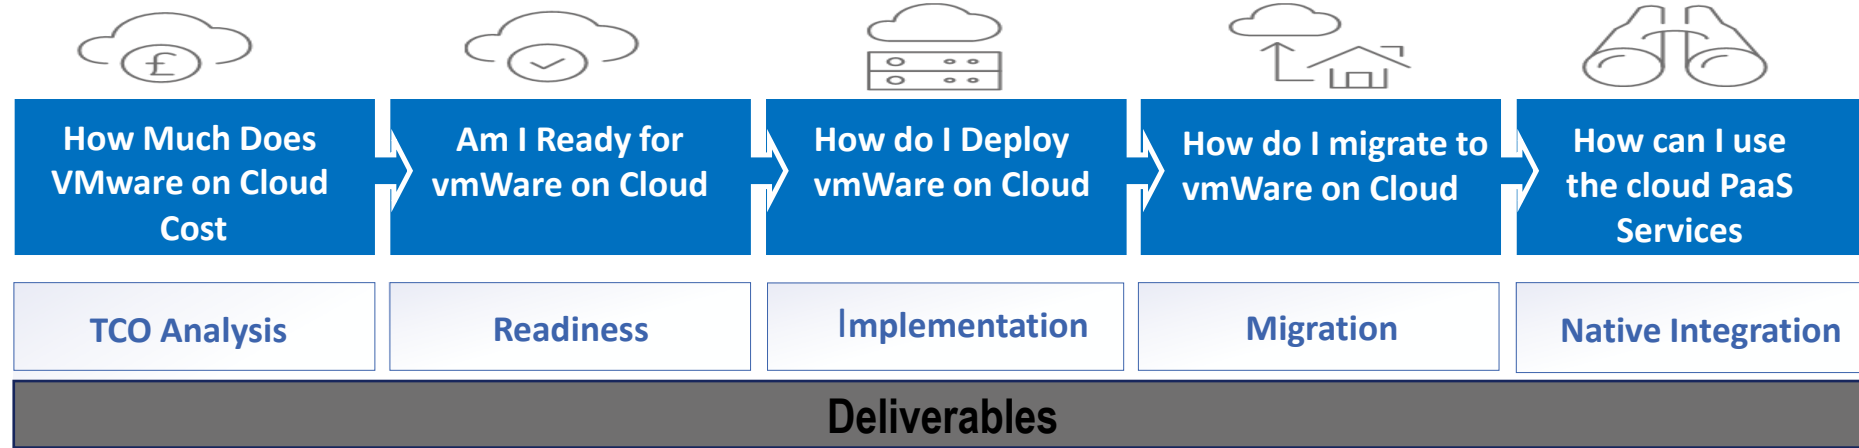 £
How Much Does
VMware on Cloud
Cost
Am I Ready for
vmWare on Cloud
How do I Deploy
vmWare on Cloud
How do I migrate to
vmWare on Cloud
How can I use
the cloud PaaS
Services
TCO Analysis
Readiness
Implementation
Migration
Native Integration
Deliverables